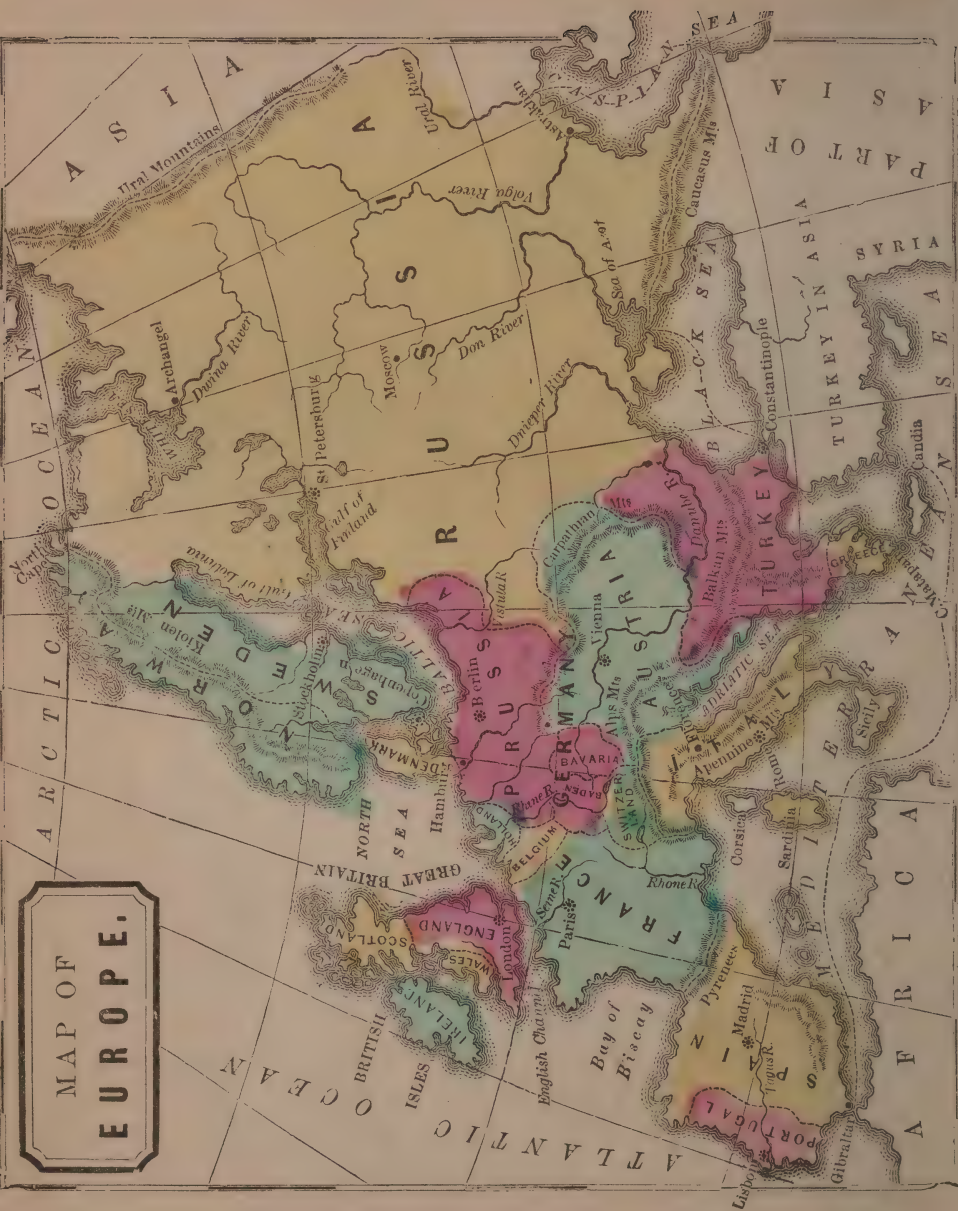 MAP OF
EUROPE.
ARCTIC OCEAN
ASIA
Ural Mountains
Ural River
North Cape
WHITE
Archangel
Dwina River
RUSSIA
Volga River
Astrakhan
CASPIAN SEA
St Petersburg
Moscow
Don River
Dnieper River
Sea of Azof
Caucasus Mts
Gulf of Finland
NORWAY
SWEDEN
Kiolen Mts
Stockholm
BALTIC SEA
Copenhagen
DENMARK
Hamburg
NORTH
SEA
GREAT BRITAIN
SCOTLAND
ENGLAND
WALES
London
IRELAND
BRITISH
ISLES
ATLANTIC OCEAN
English Channel
HOLLAND
BELGIUM
PRUSSIA
Berlin
Vistula R
GERMANY
Rhine R.
BAVARIA
BADEN
SWITZERLAND
FRANCE
Paris
Seine R
Rhone R
Bay of
Biscay
Pyrenees
SPAIN
Madrid
Tagus R.
PORTUGAL
Lisbon
Gibraltar
AUSTRIA
Vienna
Alps Mts
Carpathian Mts
ITALY
Apennine Mts
Rome
ADRIATIC SEA
Corsica
Sardinia
Sicily
TURKEY
Danube R
Balkan Mts
Constantinople
GREECE
C Matapan
Candia
BLACK SEA
TURKEY IN ASIA
SYRIA
PART OF
ASIA
MEDITERRANEAN SEA
AFRICA